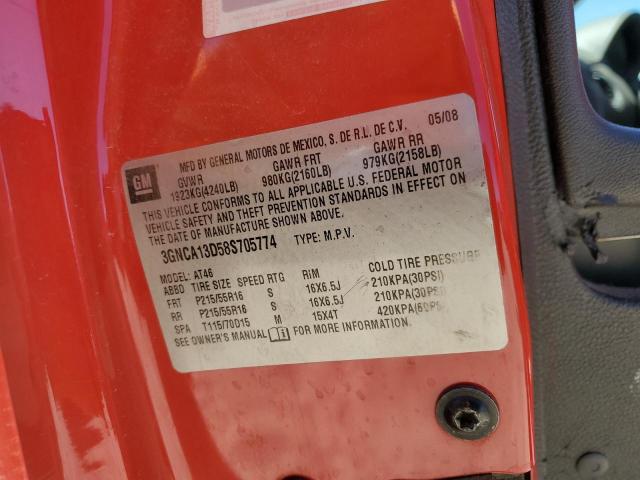 MFD BY GENERAL MOTORS DE MEXICO, S. DE R.L. DE C.V. 05/08
GM
GVWR GAWR FRT GAWR RR
1923KG(4240LB) 980KG(2160LB) 979KG(2158LB)
THIS VEHICLE CONFORMS TO ALL APPLICABLE U.S. FEDERAL MOTOR
VEHICLE SAFETY AND THEFT PREVENTION STANDARDS IN EFFECT ON
THE DATE OF MANUFACTURE SHOWN ABOVE.
3GNCA13D58S705774 TYPE: M.P.V.
MODEL: AT46
ABBD TIRE SIZE SPEED RTG RIM COLD TIRE PRESSURE
FRT P215/55R16 S 16X6.5J 210KPA(30PSI)
RR P215/55R16 S 16X6.5J 210KPA(30PSI)
SPA T115/70D15 M 15X4T 420KPA(60PSI)
SEE OWNER'S MANUAL FOR MORE INFORMATION.